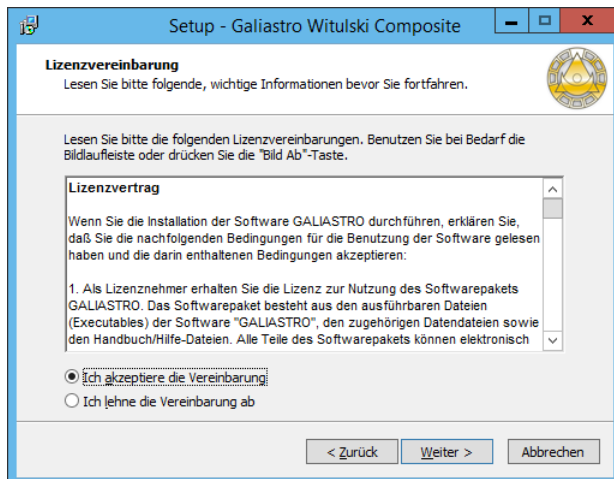 Setup - Galiastro Witulski Composite
Lizenzvereinbarung
Lesen Sie bitte folgende, wichtige Informationen bevor Sie fortfahren.
Lesen Sie bitte die folgenden Lizenzvereinbarungen. Benutzen Sie bei Bedarf die
Bildlaufleiste oder drücken Sie die "Bild Ab"-Taste.
Lizenzvertrag
Wenn Sie die Installation der Software GALIASTRO durchführen, erklären Sie,
daß Sie die nachfolgenden Bedingungen für die Benutzung der Software gelesen
haben und die darin enthaltenen Bedingungen akzeptieren:
1. Als Lizenznehmer erhalten Sie die Lizenz zur Nutzung des Softwarepakets
GALIASTRO. Das Softwarepaket besteht aus den ausführbaren Dateien
(Executables) der Software "GALIASTRO", den zugehörigen Datendateien sowie
den Handbuch/Hilfe-Dateien. Alle Teile des Softwarepakets können elektronisch
Ich akzeptiere die Vereinbarung
Ich lehne die Vereinbarung ab
< Zurück
Weiter >
Abbrechen